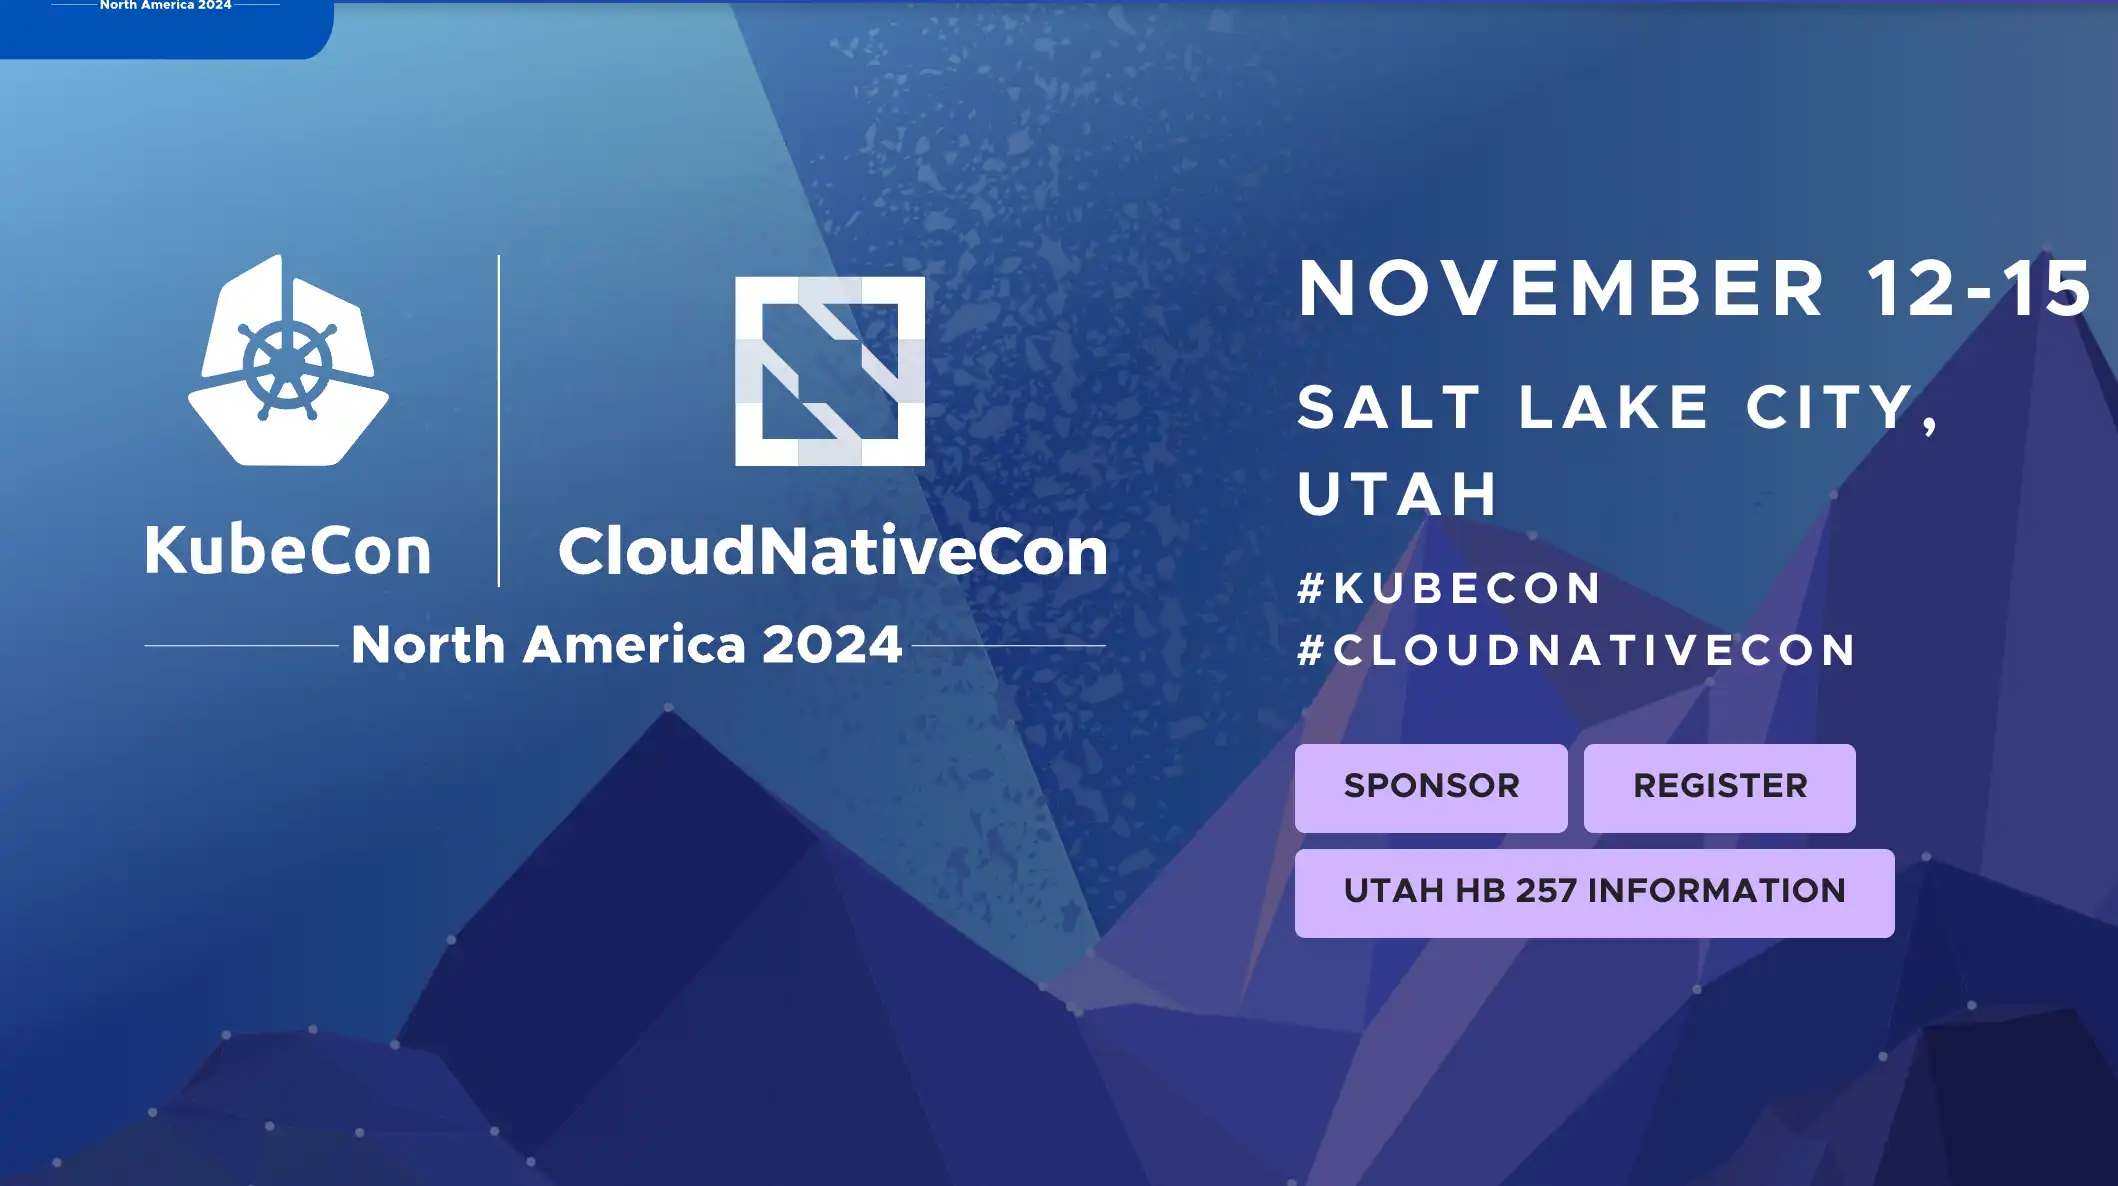 North America 2024
KubeCon
CloudNativeCon
North America 2024
NOVEMBER 12-15
SALT LAKE CITY,
UTAH
#KUBECON
#CLOUDNATIVECON
SPONSOR
REGISTER
UTAH HB 257 INFORMATION